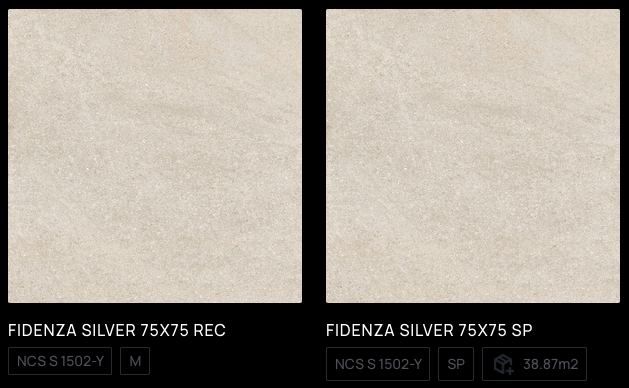 FIDENZA SILVER 75X75 REC
NCS S 1502-Y M
FIDENZA SILVER 75X75 SP
NCS S 1502-Y SP 38.87m2